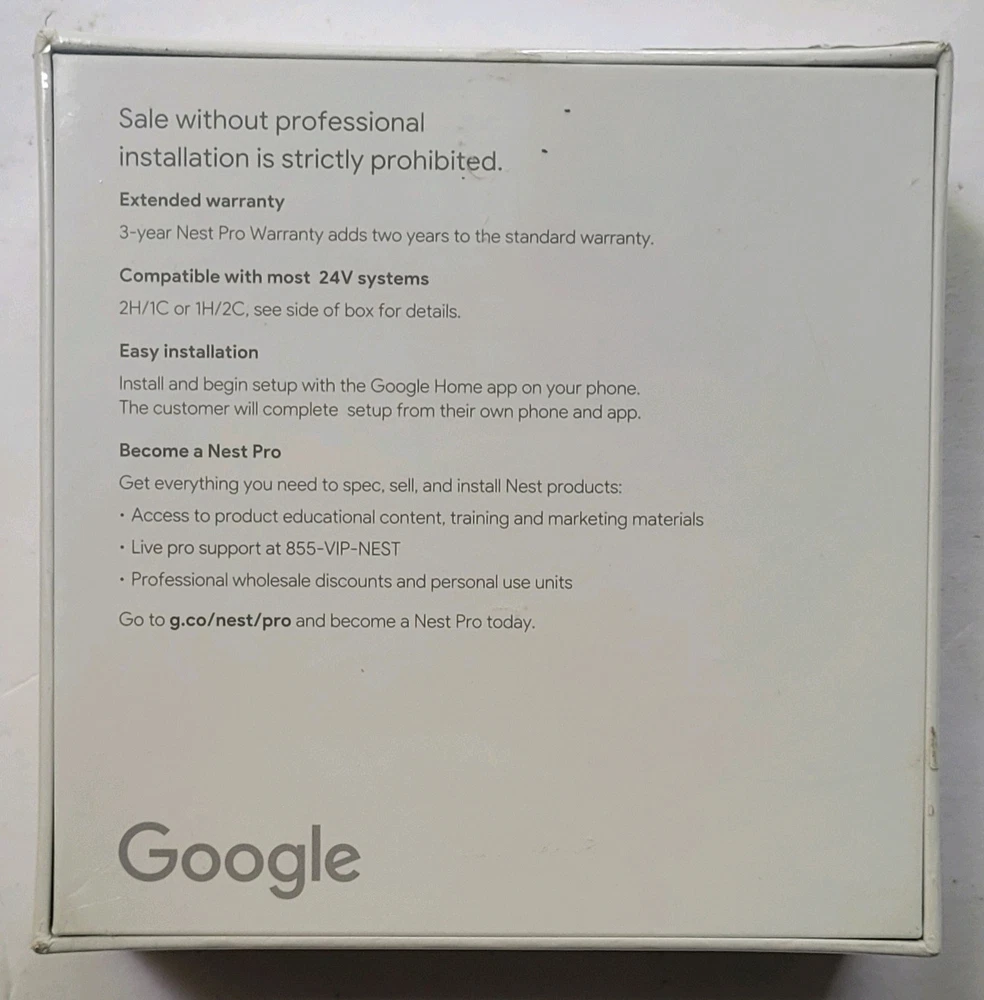 Sale without professional
installation is strictly prohibited.
Extended warranty
3-year Nest Pro Warranty adds two years to the standard warranty.
Compatible with most 24V systems
2H/1C or 1H/2C, see side of box for details.
Easy installation
Install and begin setup with the Google Home app on your phone.
The customer will complete setup from their own phone and app.
Become a Nest Pro
Get everything you need to spec, sell, and install Nest products:
• Access to product educational content, training and marketing materials
• Live pro support at 855-VIP-NEST
• Professional wholesale discounts and personal use units
Go to g.co/nest/pro and become a Nest Pro today.
Google